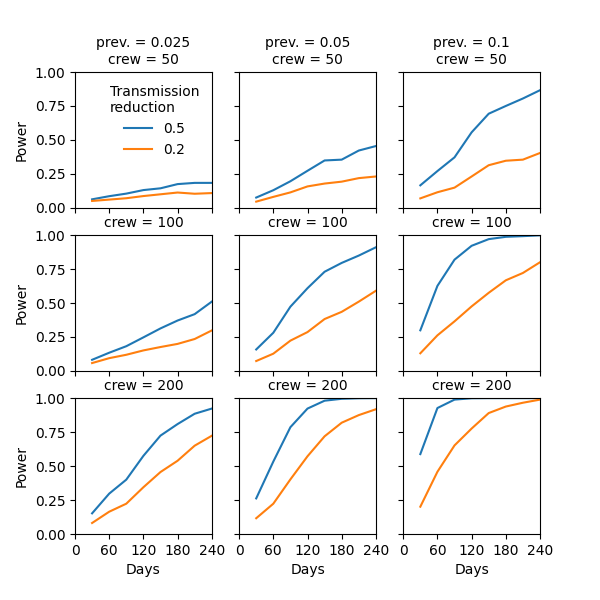 prev. = 0.025
crew = 50
prev. = 0.05
crew = 50
prev. = 0.1
crew = 50
1.00
0.75
0.50
0.25
0.00
Power
Transmission
reduction
0.5
0.2
crew = 100
crew = 100
crew = 100
1.00
0.75
0.50
0.25
0.00
Power
crew = 200
crew = 200
crew = 200
1.00
0.75
0.50
0.25
0.00
Power
0 60 120 180 240
0 60 120 180 240
0 60 120 180 240
Days
Days
Days